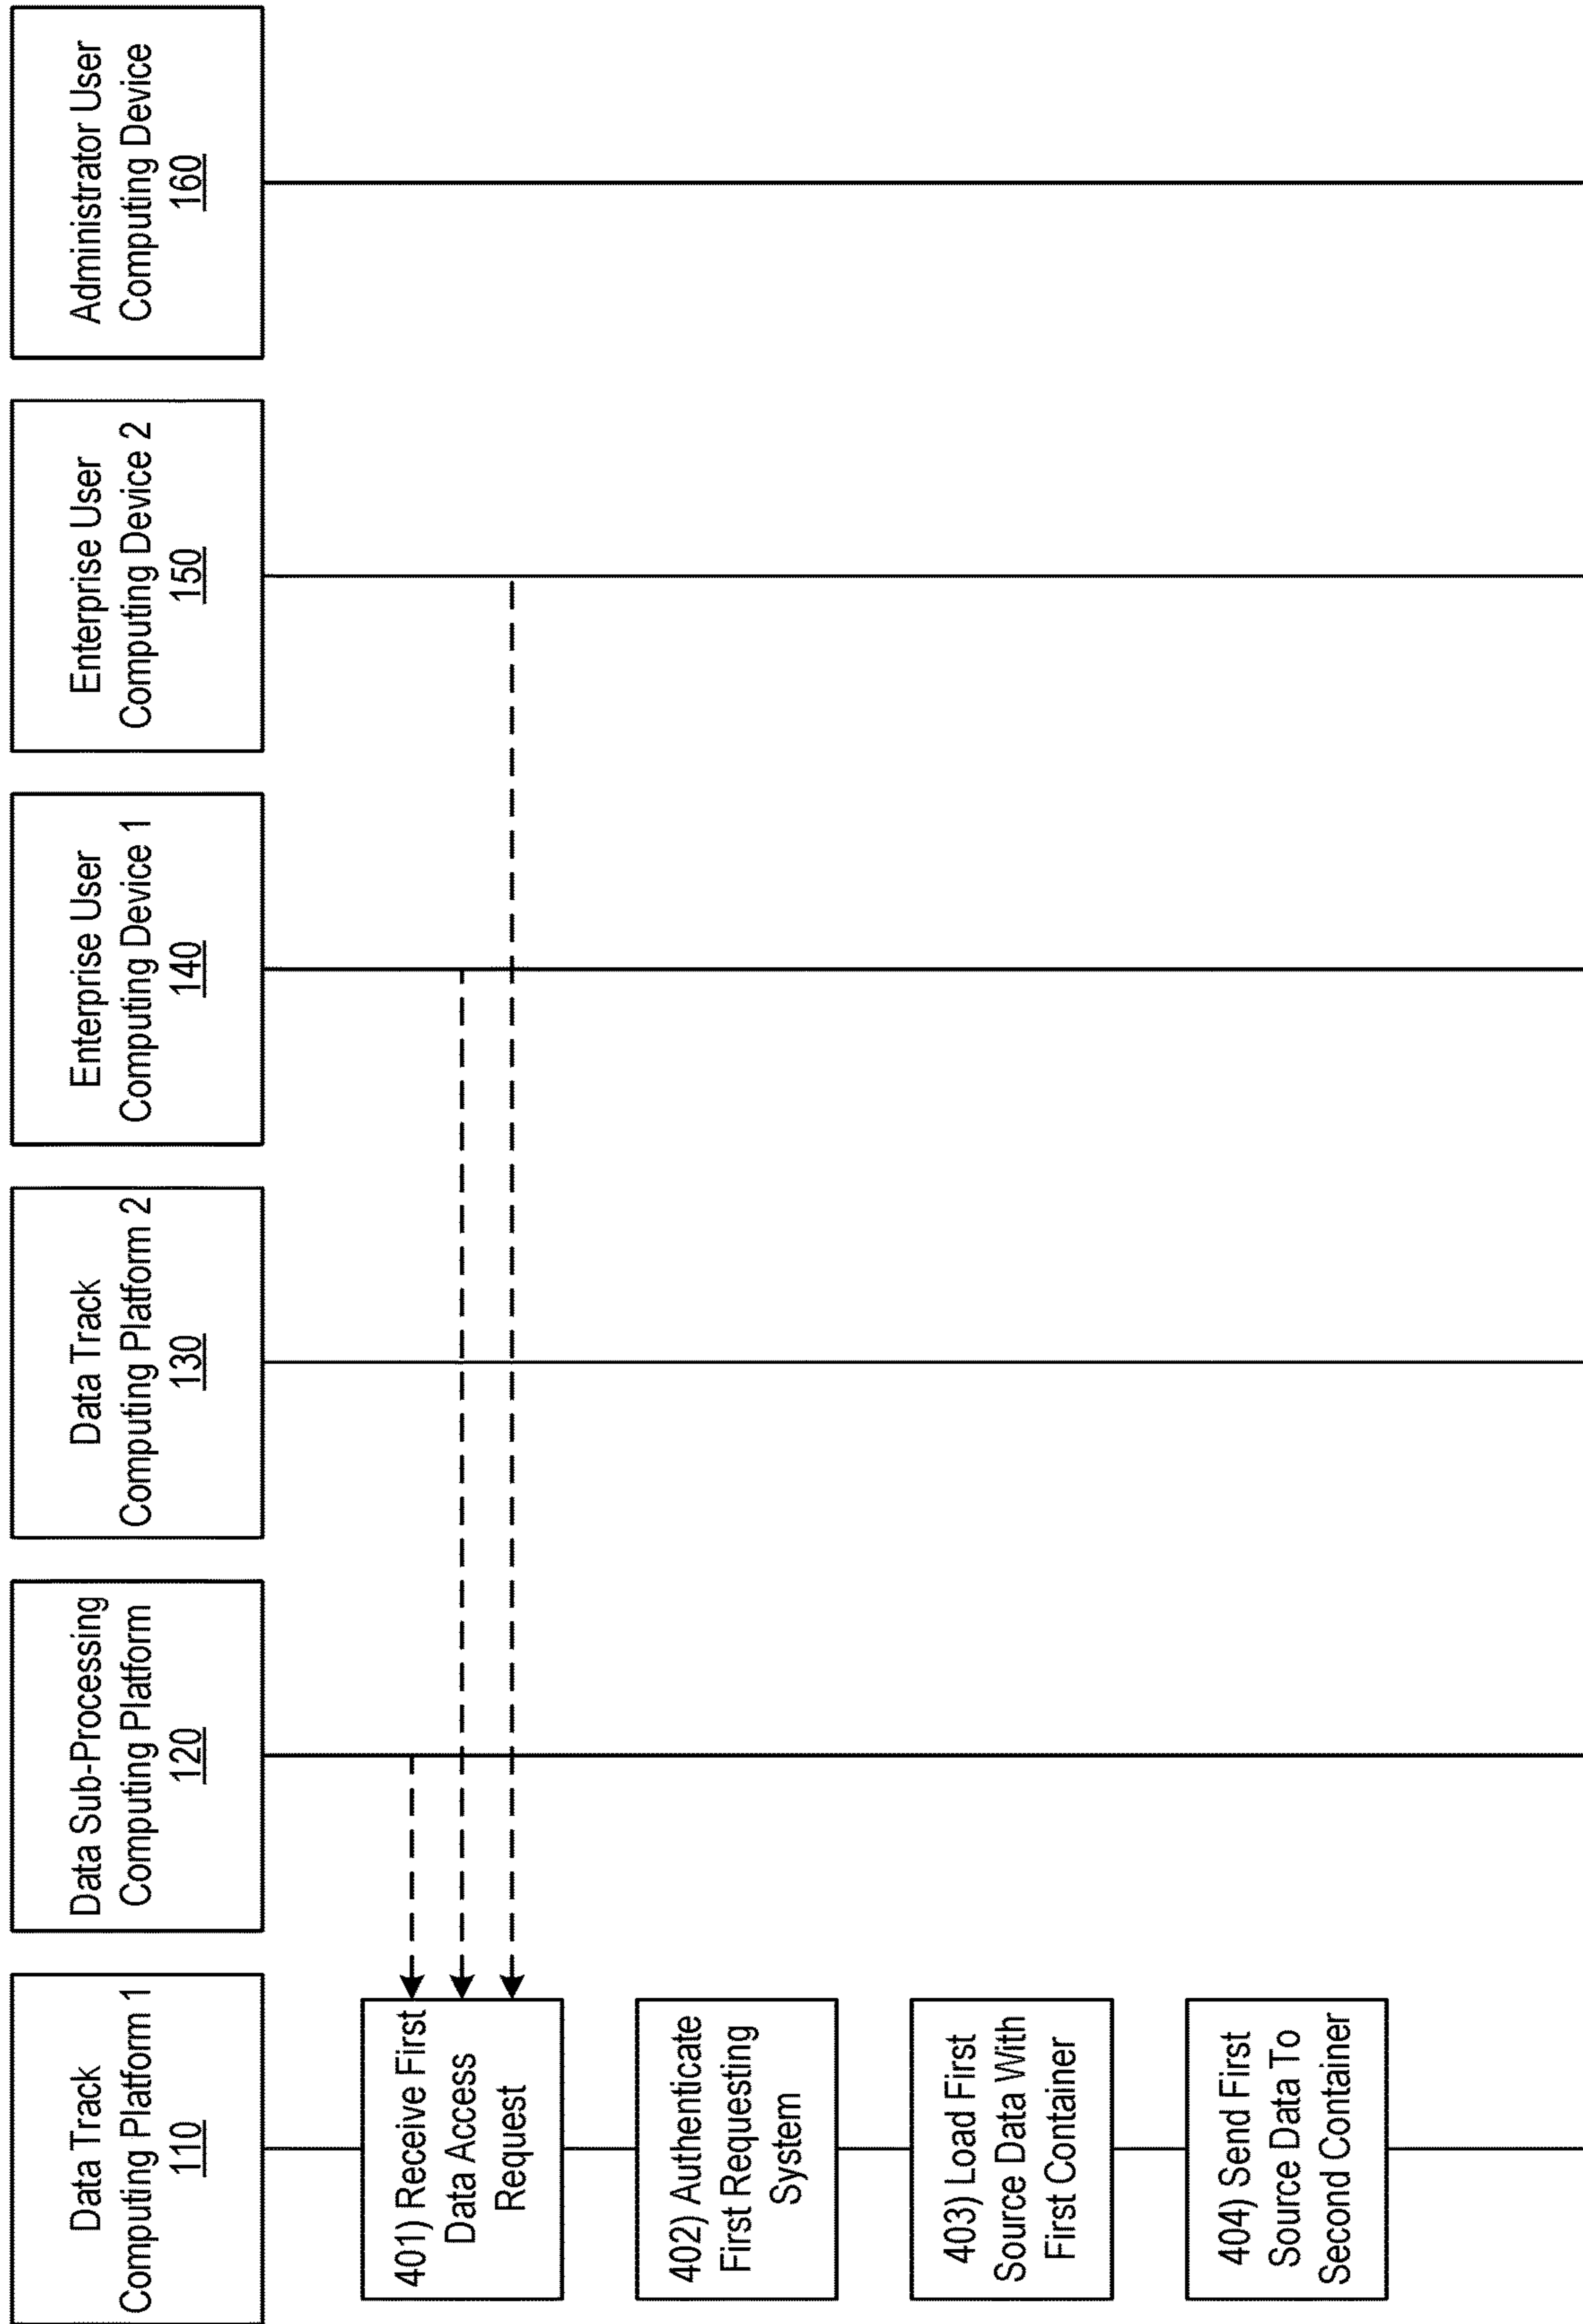 Data Track
Computing Platform 1
110
Data Sub-Processing
Computing Platform
120
Data Track
Computing Platform 2
130
Enterprise User
Computing Device 1
140
Enterprise User
Computing Device 2
150
Administrator User
Computing Device
160
401) Receive First
Data Access
Request
402) Authenticate
First Requesting
System
403) Load First
Source Data With
First Container
404) Send First
Source Data To
Second Container